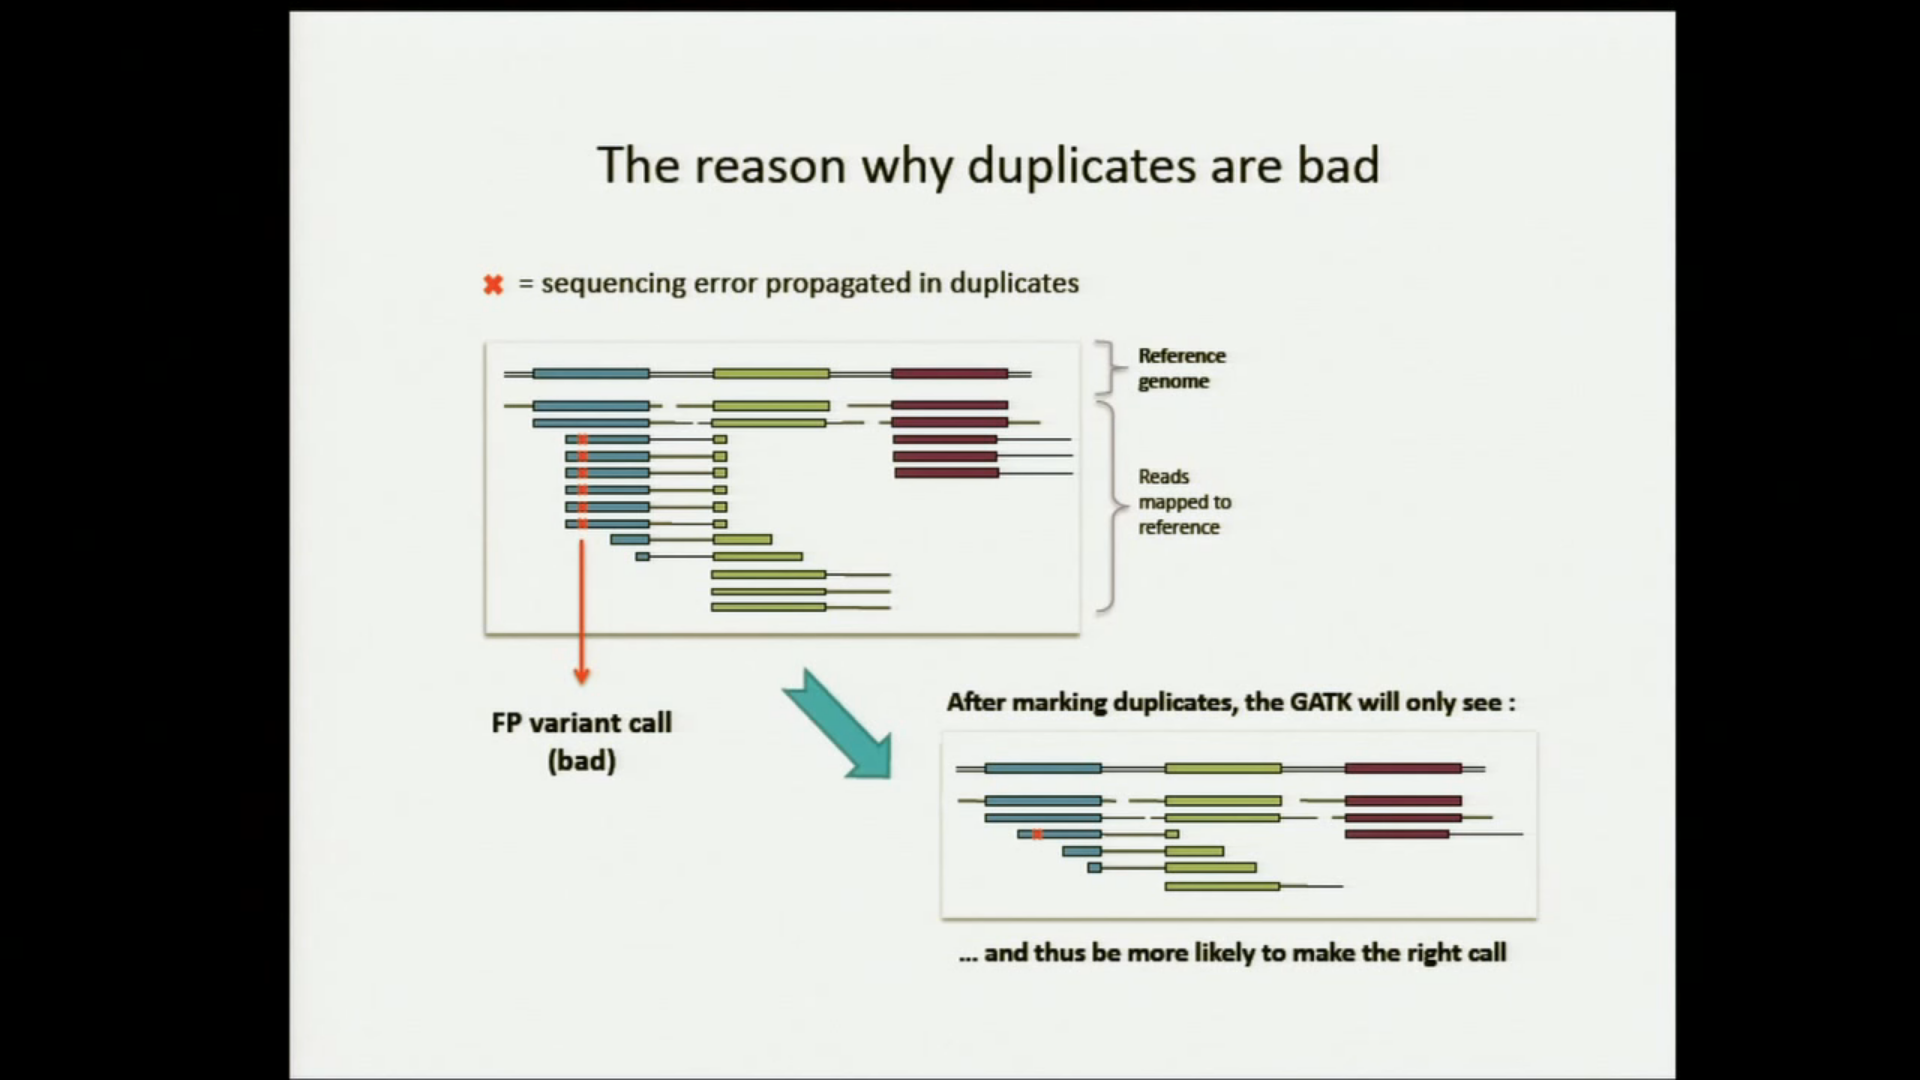 The reason why duplicates are bad
✖ = sequencing error propagated in duplicates
Reference
genome
Reads
mapped to
reference
FP variant call
(bad)
After marking duplicates, the GATK will only see :
... and thus be more likely to make the right call